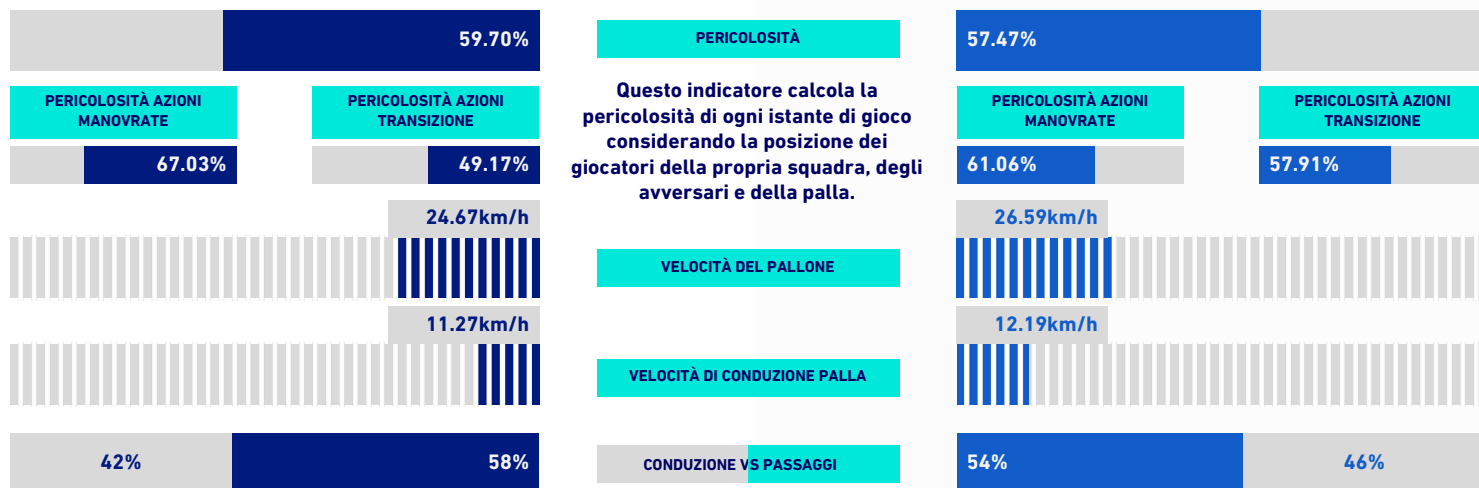 59.70%
PERICOLOSITÀ
57.47%
PERICOLOSITÀ AZIONI
MANOVRATE
PERICOLOSITÀ AZIONI
TRANSIZIONE
67.03%
49.17%
Questo indicatore calcola la
pericolosità di ogni istante di gioco
considerando la posizione dei
giocatori della propria squadra, degli
avversari e della palla.
PERICOLOSITÀ AZIONI
MANOVRATE
PERICOLOSITÀ AZIONI
TRANSIZIONE
61.06%
57.91%
24.67km/h
VELOCITÀ DEL PALLONE
26.59km/h
11.27km/h
VELOCITÀ DI CONDUZIONE PALLA
12.19km/h
42%
58%
CONDUZIONE VS PASSAGGI
54%
46%